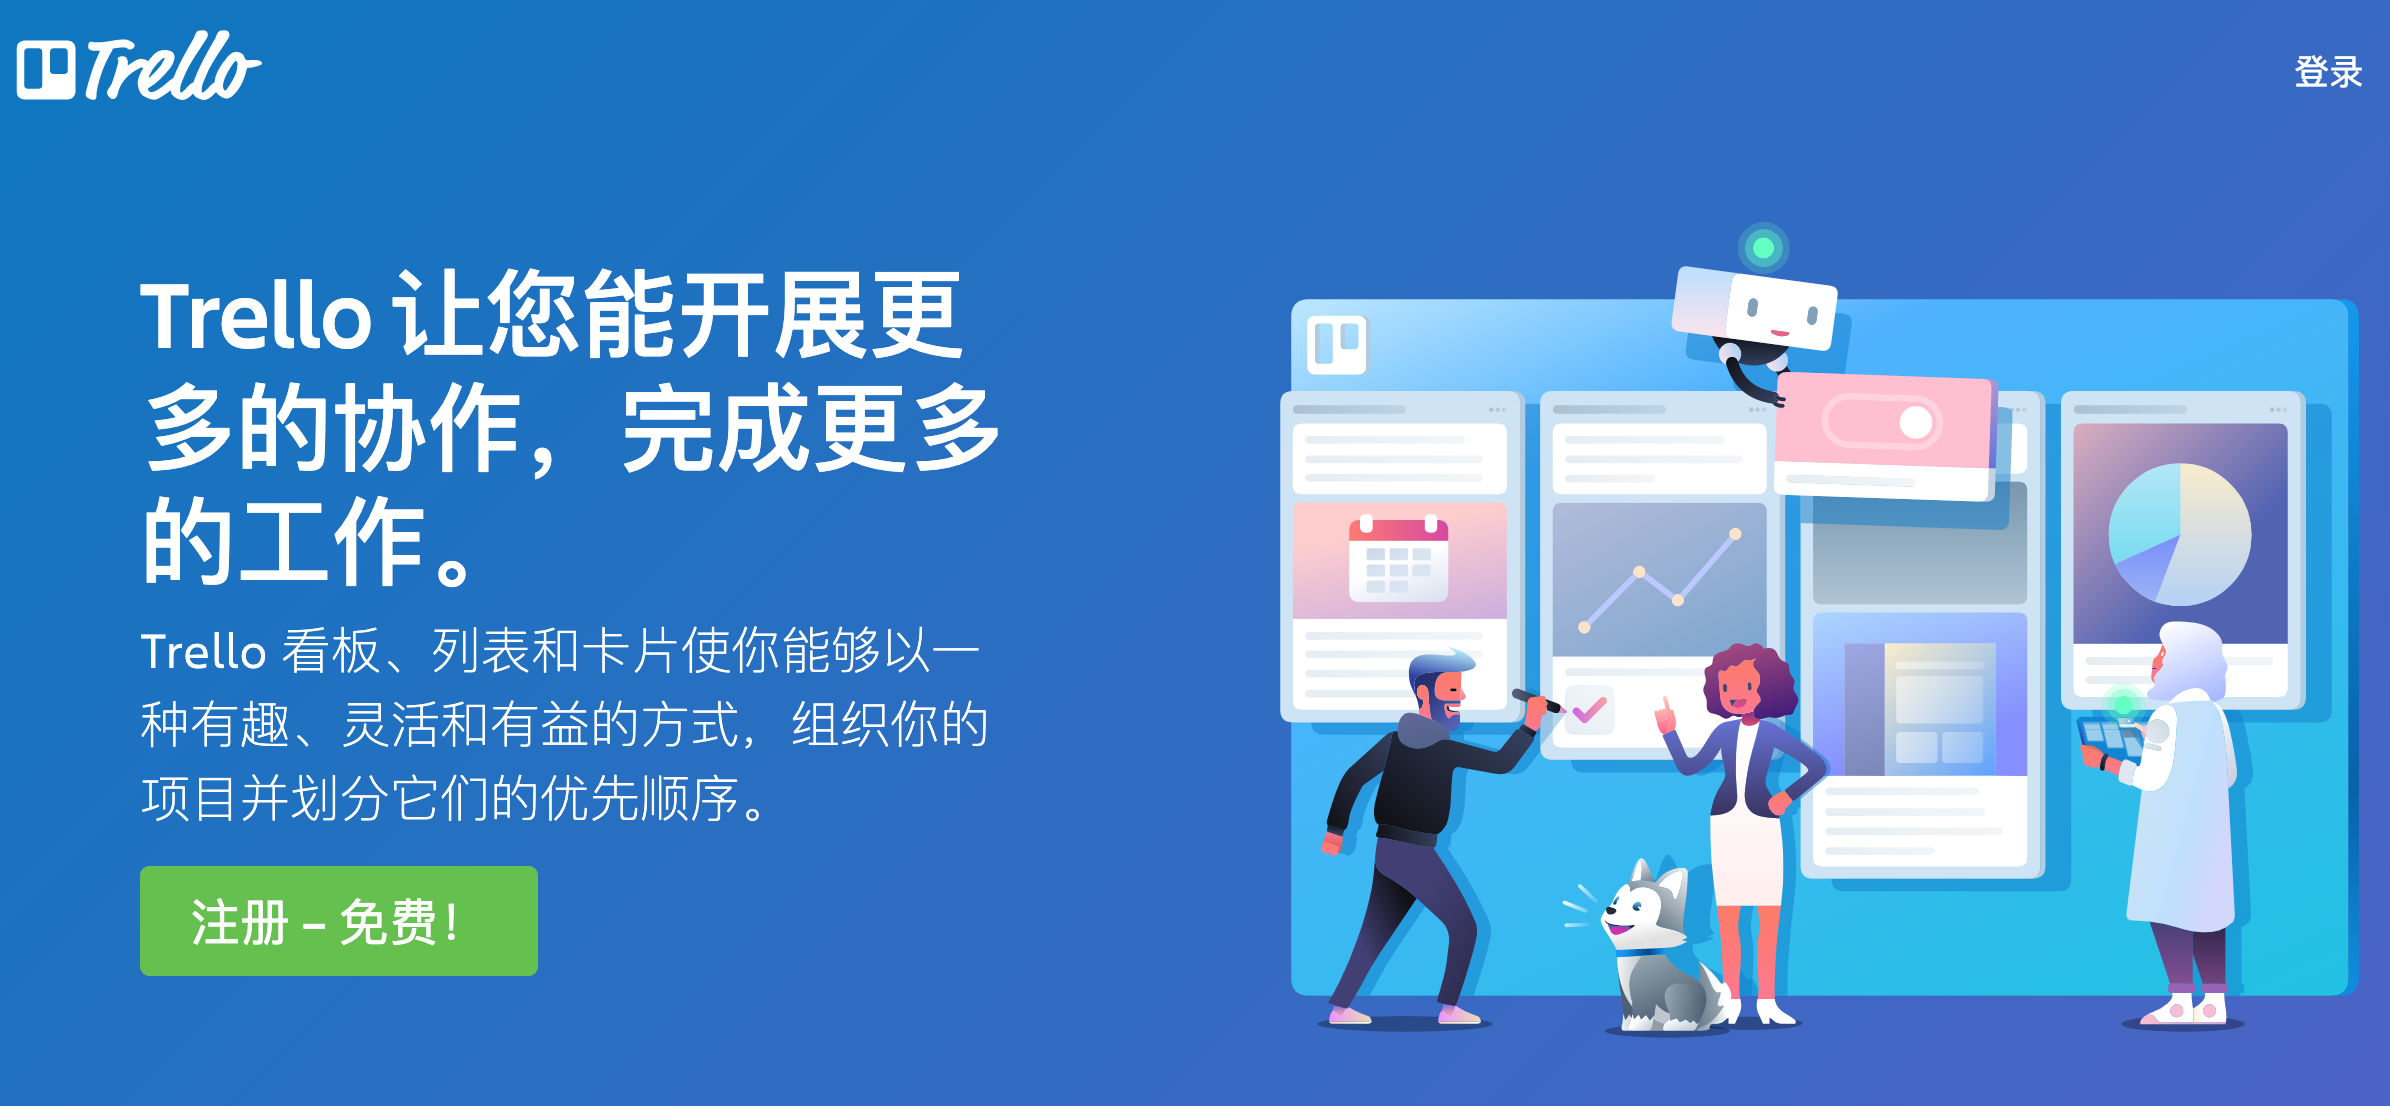 Trello
登录
Trello 让您能开展更
多的协作，完成更多
的工作。
Trello 看板、列表和卡片使你能够以一
种有趣、灵活和有益的方式，组织你的
项目并划分它们的优先顺序。
注册 – 免费！